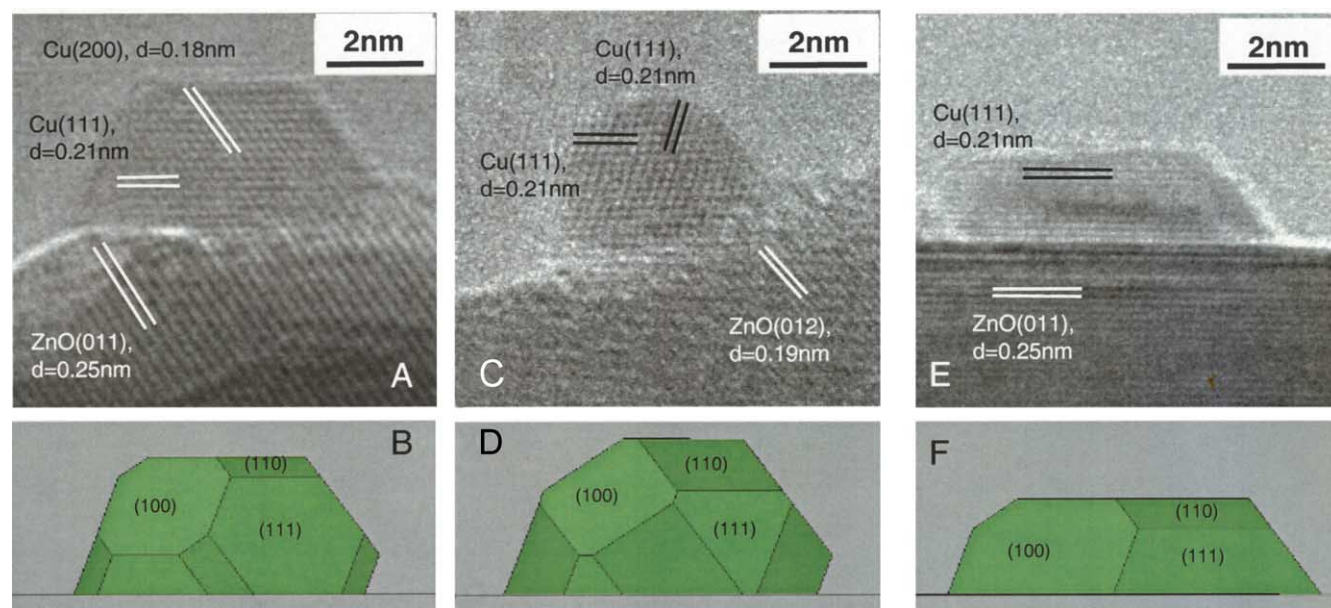 Cu(200), d=0.18nm
2nm
Cu(111),
d=0.21nm
ZnO(011),
d=0.25nm
A
Cu(111),
d=0.21nm
2nm
Cu(111),
d=0.21nm
ZnO(012),
d=0.19nm
C
2nm
Cu(111),
d=0.21nm
ZnO(011),
d=0.25nm
E
B
(110)
(100)
(111)
D
(110)
(100)
(111)
F
(110)
(100)
(111)